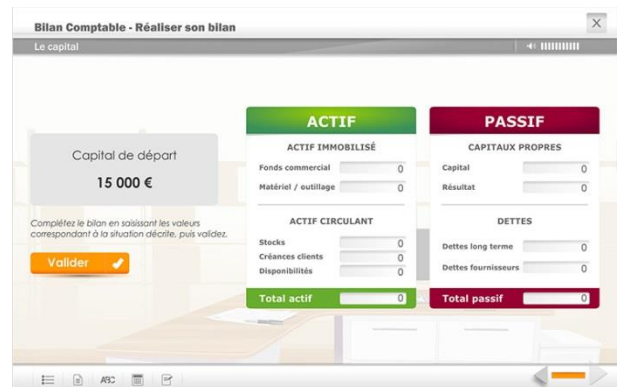 Bilan Comptable - Réaliser son bilan
X
Le capital
Capital de départ
15 000 €
Complétez le bilan en saisissant les valeurs
correspondant à la situation décrite, puis validez.
Valider
ACTIF
ACTIF IMMOBILISÉ
Fonds commercial 0
Matériel / outillage 0
ACTIF CIRCULANT
Stocks 0
Créances clients 0
Disponibilités 0
Total actif 0
PASSIF
CAPITAUX PROPRES
Capital 0
Résultat 0
DETTES
Dettes long terme 0
Dettes fournisseurs 0
Total passif 0
ABC